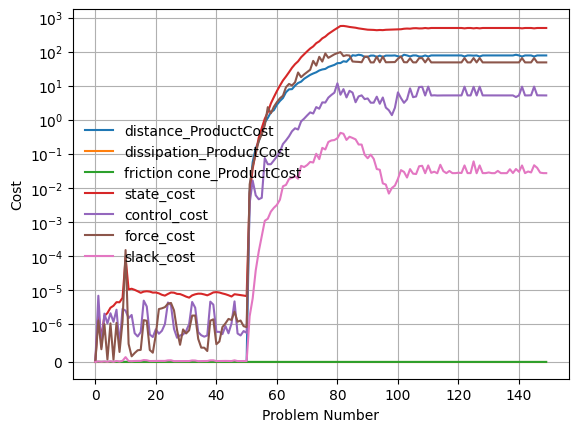 10³
10²
10¹
10⁰
10⁻¹
10⁻²
10⁻³
10⁻⁴
10⁻⁵
10⁻⁶
0
Cost
distance_ProductCost
dissipation_ProductCost
friction cone_ProductCost
state_cost
control_cost
force_cost
slack_cost
0 20 40 60 80 100 120 140
Problem Number